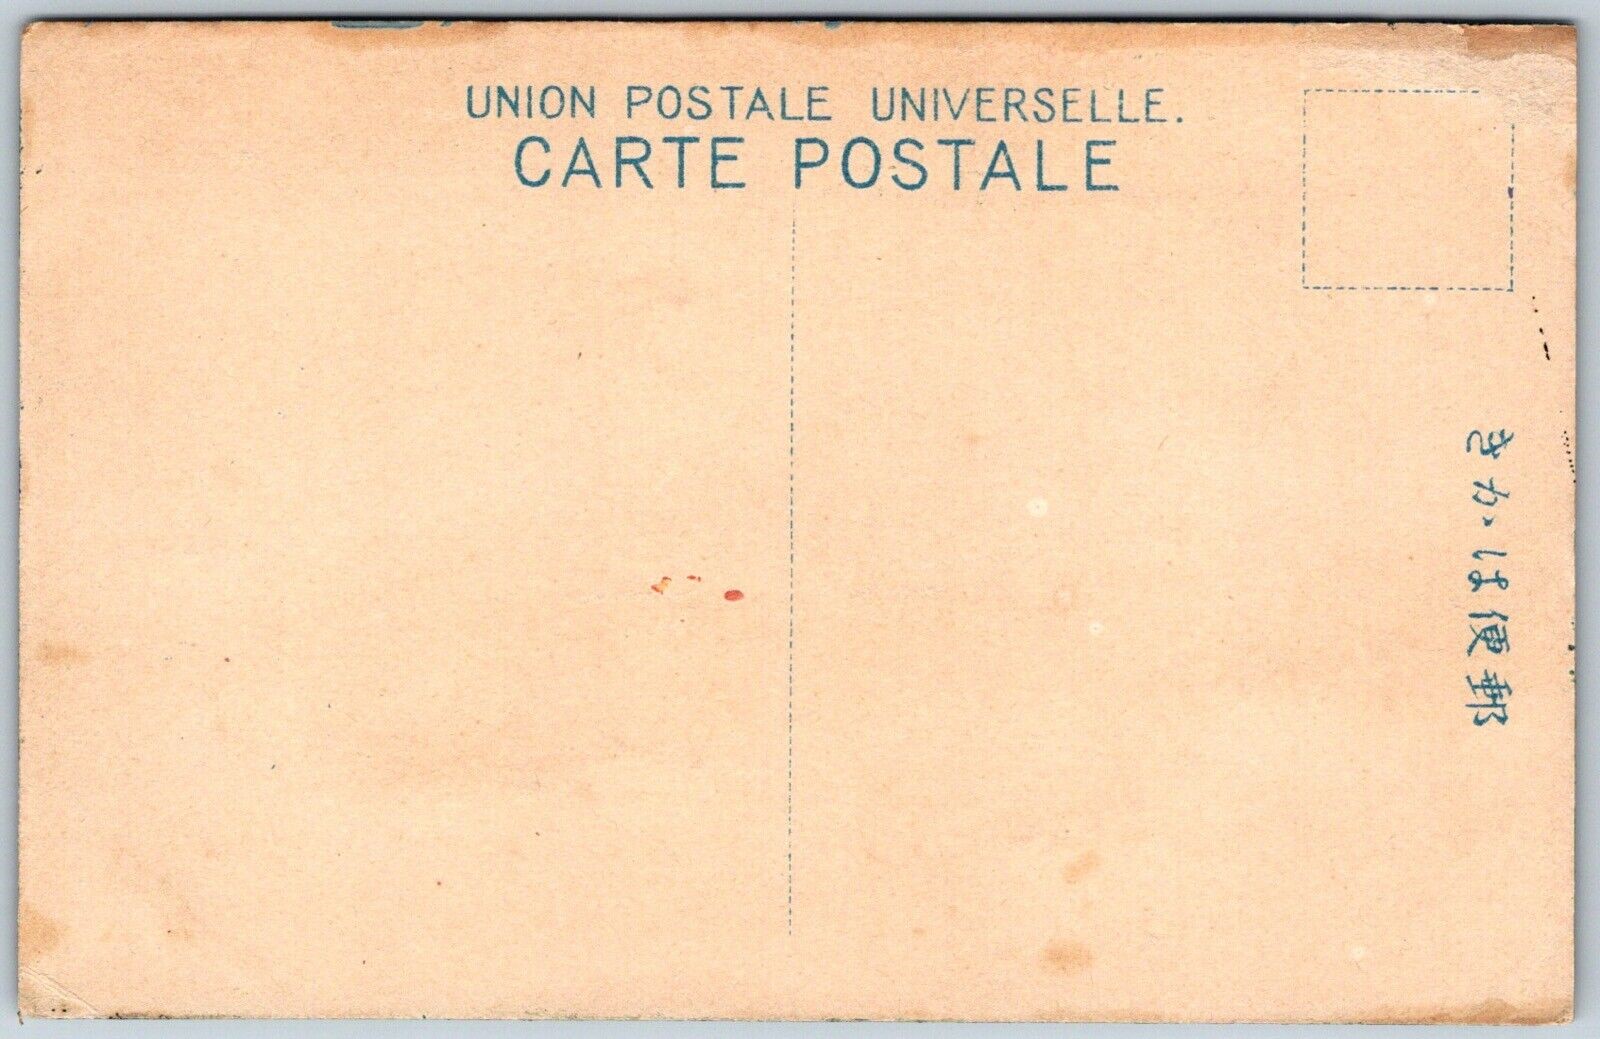 UNION POSTALE UNIVERSELLE.
CARTE POSTALE
きかは便郵